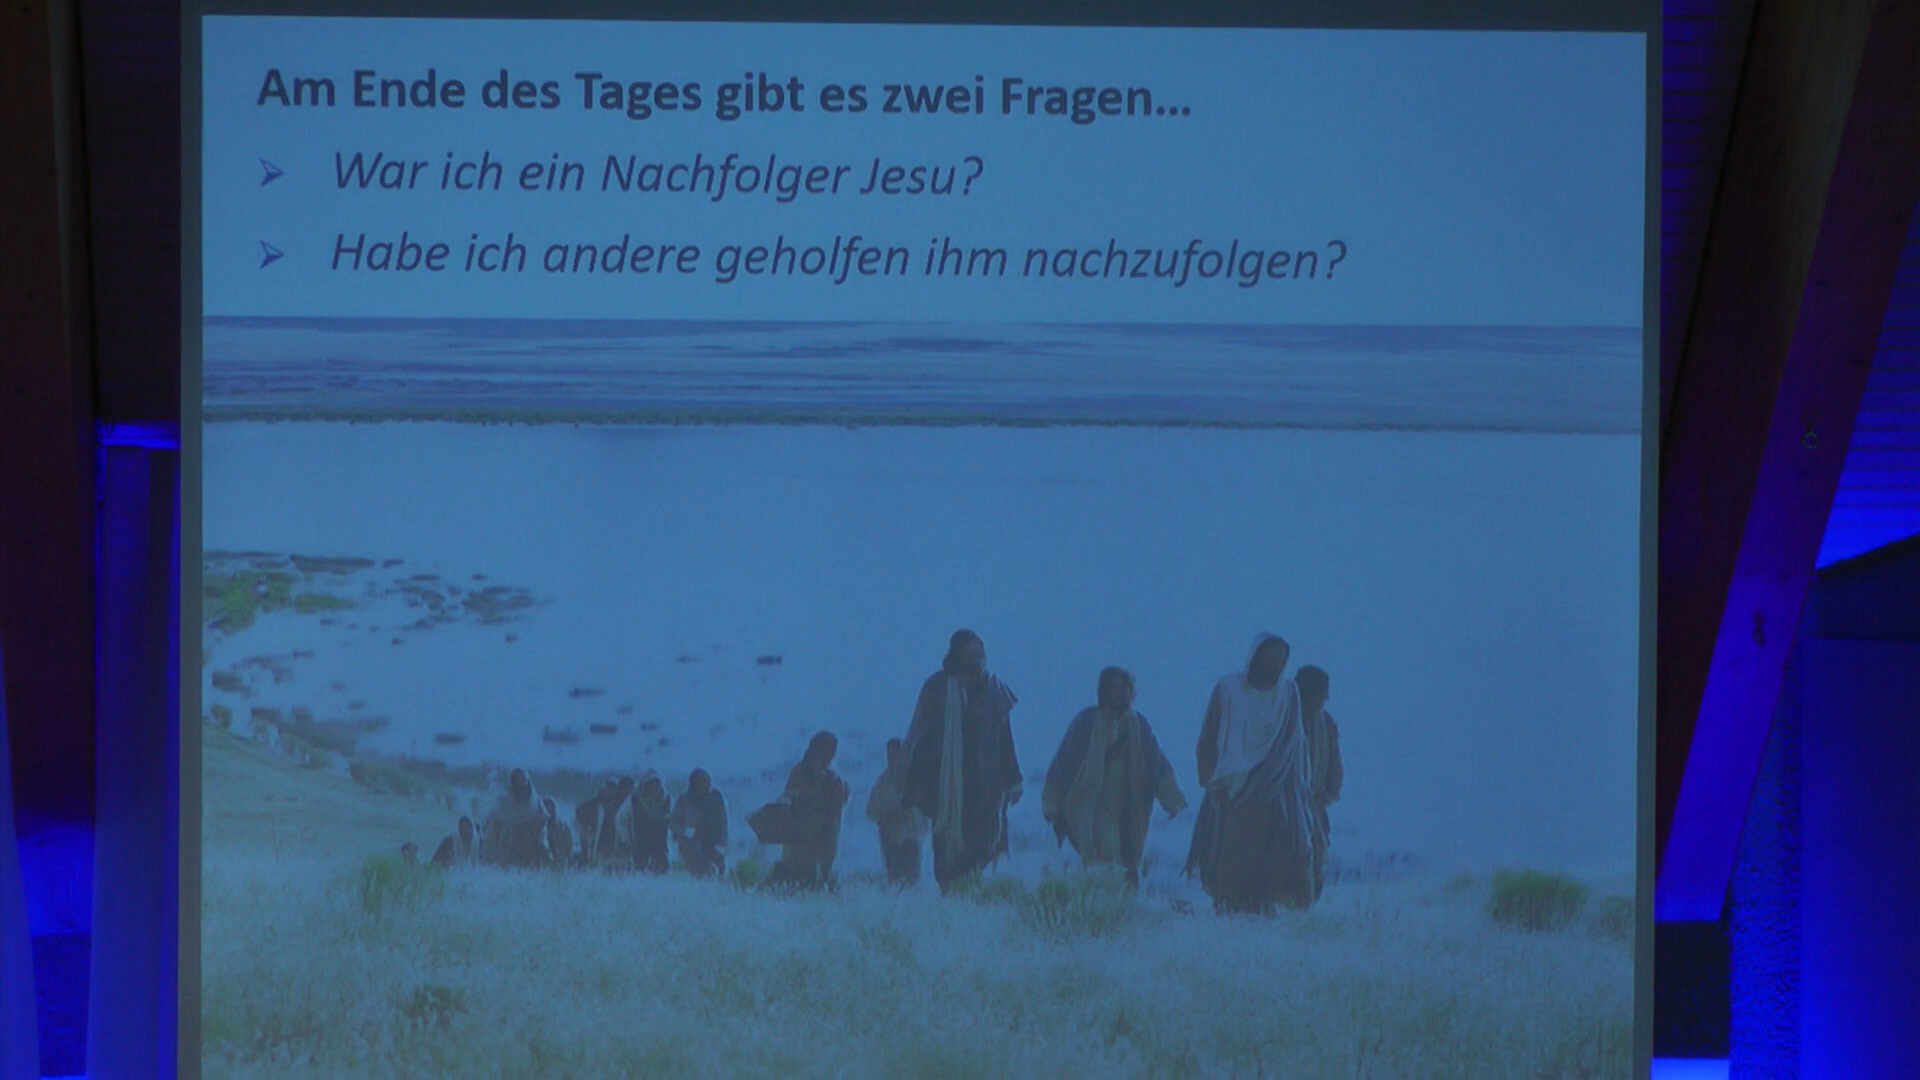 Am Ende des Tages gibt es zwei Fragen...
➢ War ich ein Nachfolger Jesu?
➢ Habe ich andere geholfen ihm nachzufolgen?